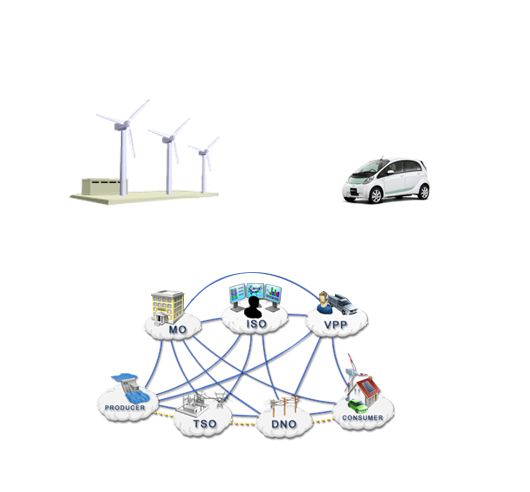 MO
ISO
VPP
PRODUCER
TSO
DNO
CONSUMER